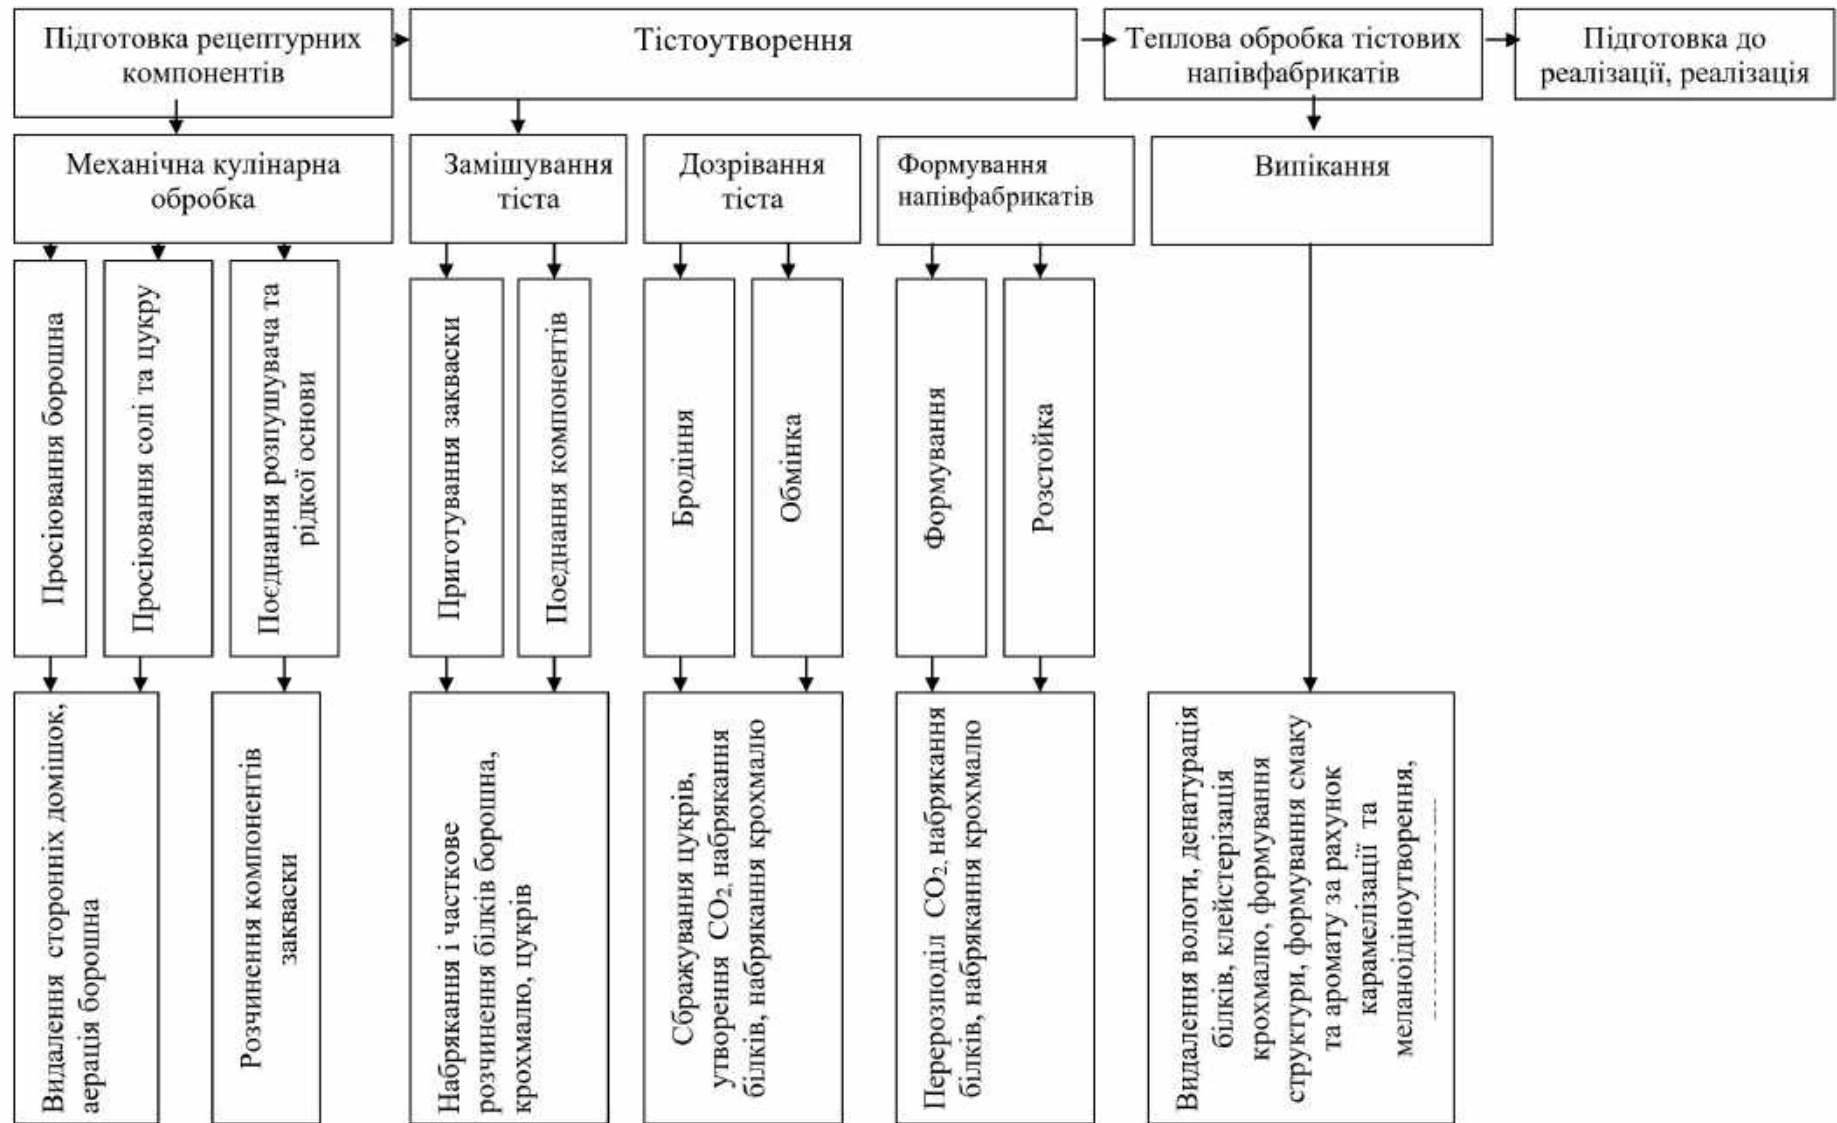 Підготовка рецептурних
компонентів
Тістоутворення
Теплова обробка тістових
напівфабрикатів
Підготовка до
реалізації, реалізація
Механічна кулінарна
обробка
Замішування
тіста
Дозрівання
тіста
Формування
напівфабрикатів
Випікання
Просіювання борошна
Просіювання солі та цукру
Поєднання розпушувача та
рідкої основи
Приготування закваски
Поеднання компонентів
Бродіння
Обмінка
Формування
Розстойка
Видалення сторонніх домішок,
аерація борошна
Розчинення компонентів
закваски
Набрякання і часткове
розчинення білків борошна,
крохмалю, цукрів
Сбражування цукрів,
утворення СО₂, набрякання
білків, набрякання крохмалю
Перерозподіл СО₂, набрякання
білків, набрякання крохмалю
Видалення вологи, денатурація
білків, клейстерізація
крохмалю, формування
структури, формування смаку
та аромату за рахунок
карамелізації та
меланоідіноутворення,